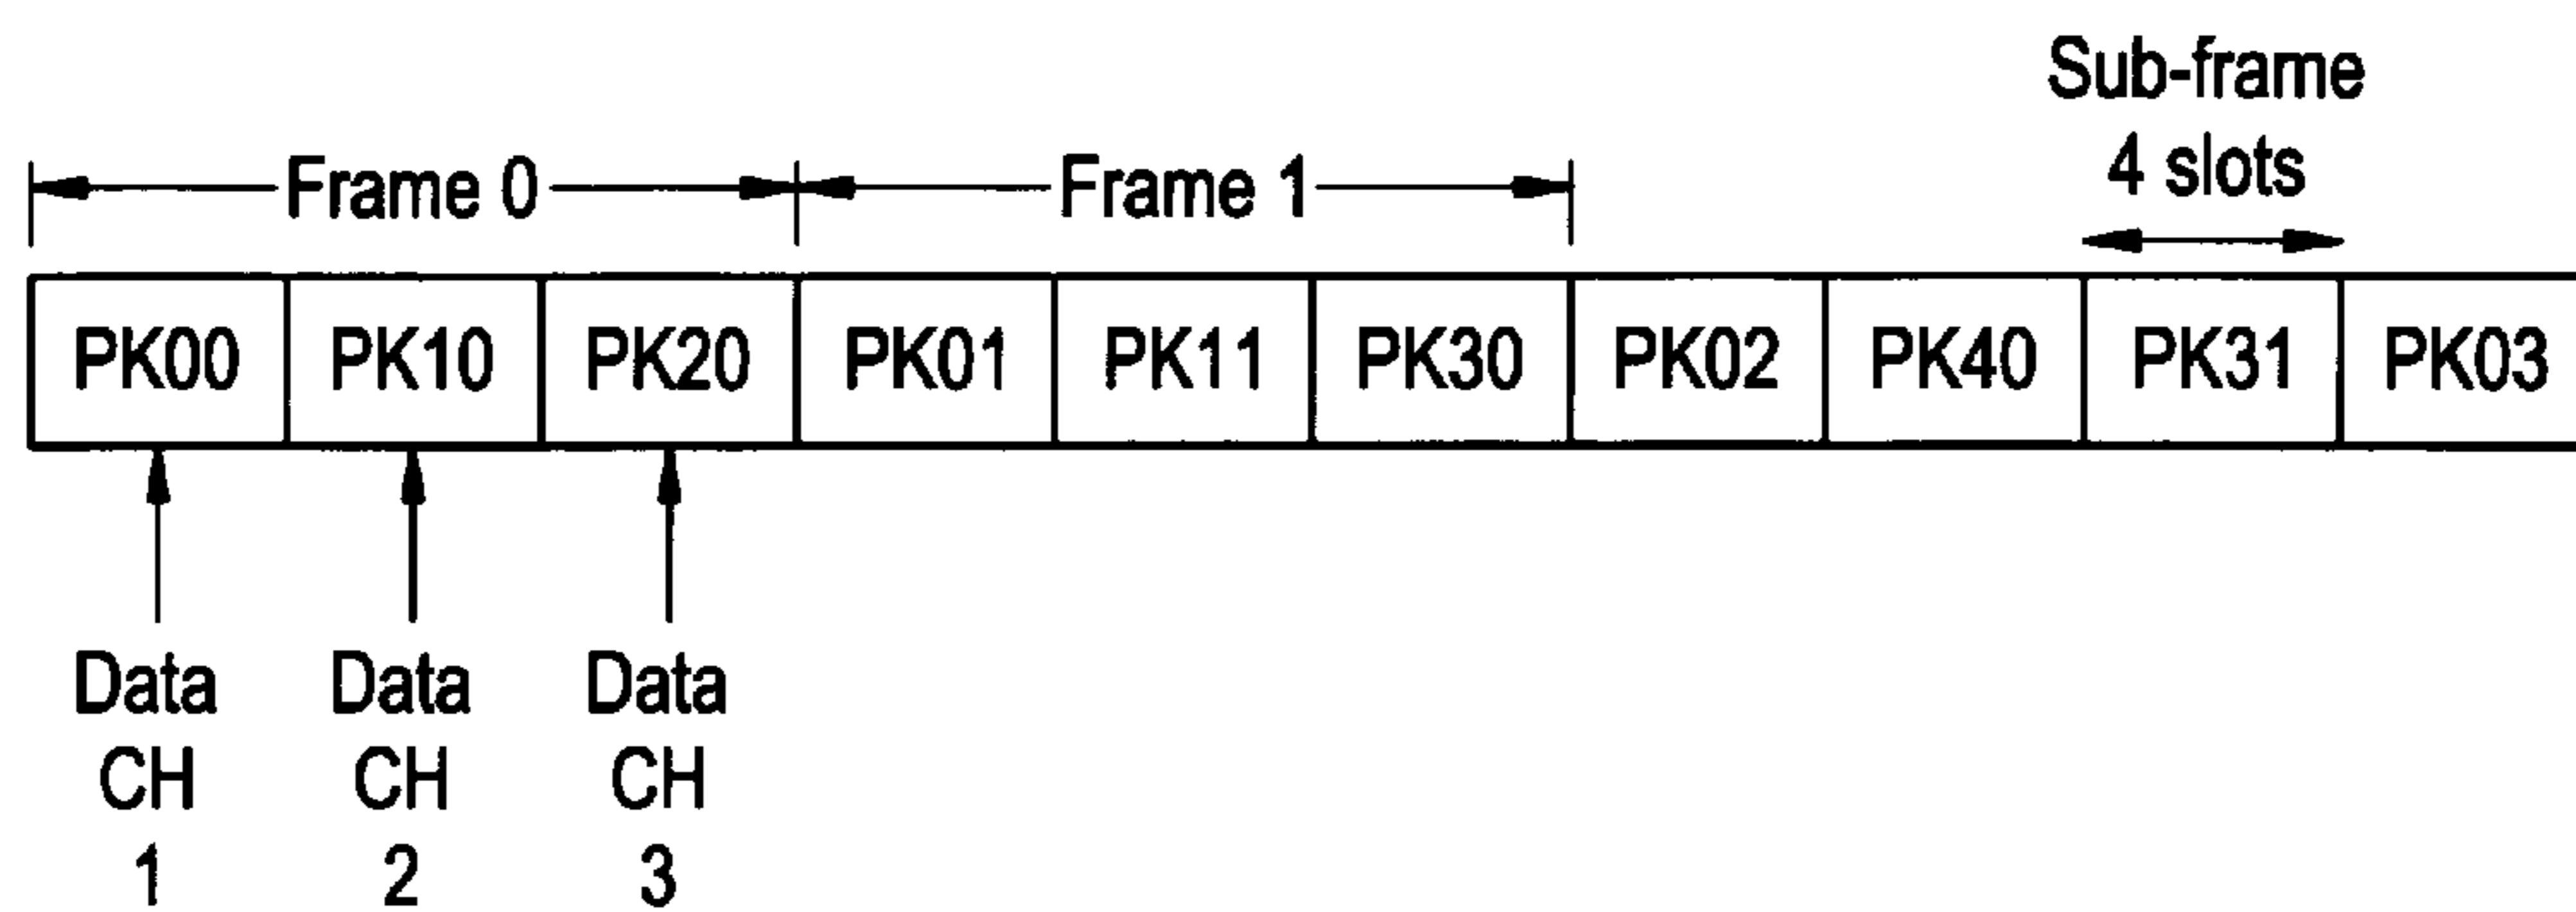 Sub-frame
4 slots
Frame 0 Frame 1
PK00 PK10 PK20 PK01 PK11 PK30 PK02 PK40 PK31 PK03
Data Data Data
CH CH CH
1 2 3